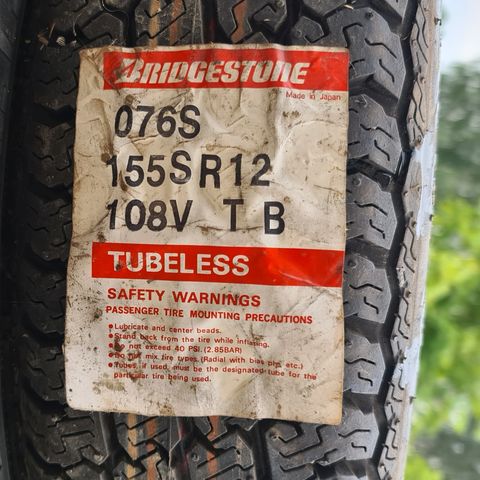 BRIDGESTONE
Made in Japan
076S
155SR12
108V T B
TUBELESS
SAFETY WARNINGS
PASSENGER TIRE MOUNTING PRECAUTIONS
• Lubricate and center beads.
• Stand back from the tire while inflating.
• Do not exceed 40 PSI. (2.85BAR)
• Do not mix tire types. (Radial with bias ply, etc.)
• Tubes, if used, must be the designated tube for the
particular tire being used.